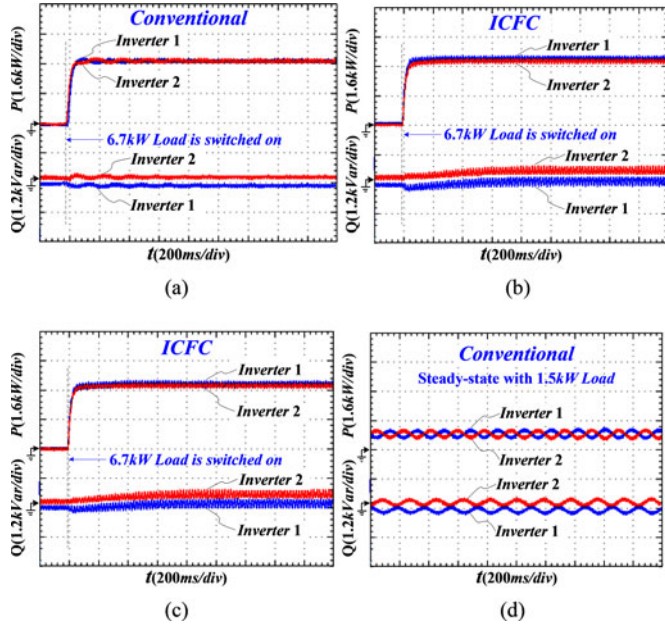 Conventional
P(1.6kW/div)
Inverter 1
Inverter 2
6.7kW Load is switched on
Q(1.2kVar/div)
Inverter 2
Inverter 1
t(200ms/div)
(a)
ICFC
P(1.6kW/div)
Inverter 1
Inverter 2
6.7kW Load is switched on
Q(1.2kVar/div)
Inverter 2
Inverter 1
t(200ms/div)
(b)
ICFC
P(1.6kW/div)
Inverter 1
Inverter 2
6.7kW Load is switched on
Q(1.2kVar/div)
Inverter 2
Inverter 1
t(200ms/div)
(c)
Conventional
Steady-state with 1.5kW Load
P(1.6kW/div)
Inverter 1
Inverter 2
Q(1.2kVar/div)
Inverter 2
Inverter 1
t(200ms/div)
(d)